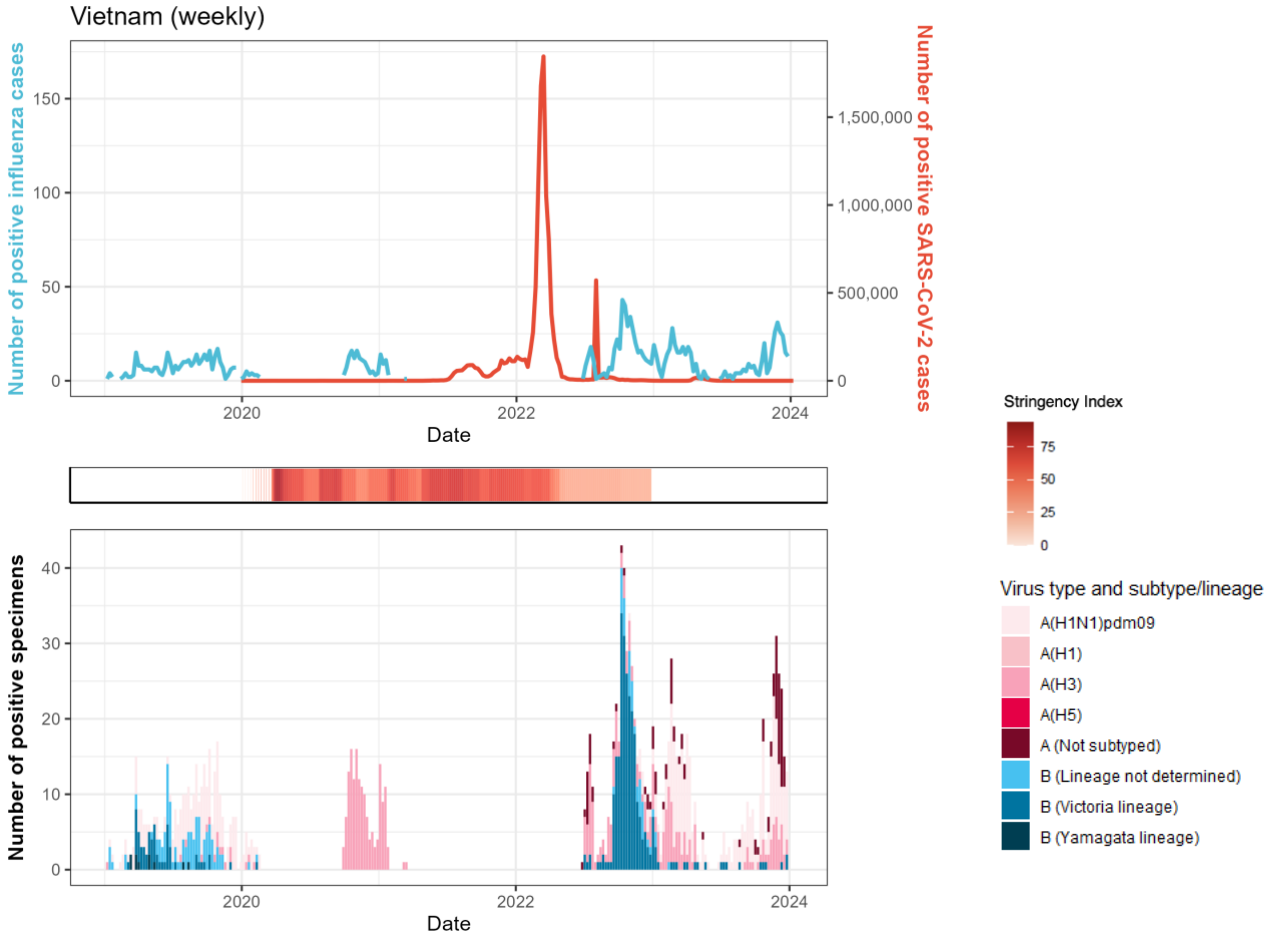 Vietnam (weekly)
Number of positive influenza cases
150
100
50
0
1,500,000
1,000,000
500,000
0
Number of positive SARS-CoV-2 cases
2020
2022
2024
Date
Stringency Index
75
50
25
0
Number of positive specimens
40
30
20
10
0
2020
2022
2024
Date
Virus type and subtype/lineage
A(H1N1)pdm09
A(H1)
A(H3)
A(H5)
A (Not subtyped)
B (Lineage not determined)
B (Victoria lineage)
B (Yamagata lineage)